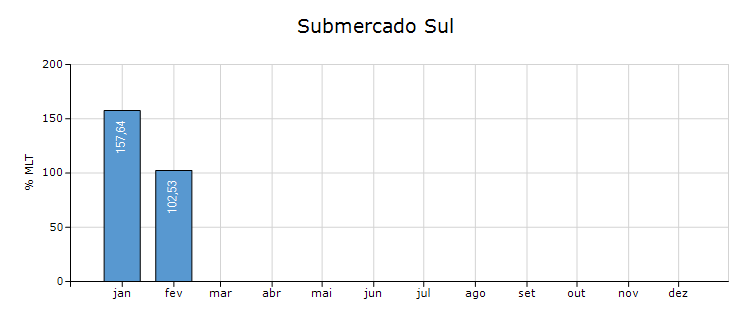 Submercado Sul
200
150
100
50
0
% MLT
157,64
102,53
jan fev mar abr mai jun jul ago set out nov dez